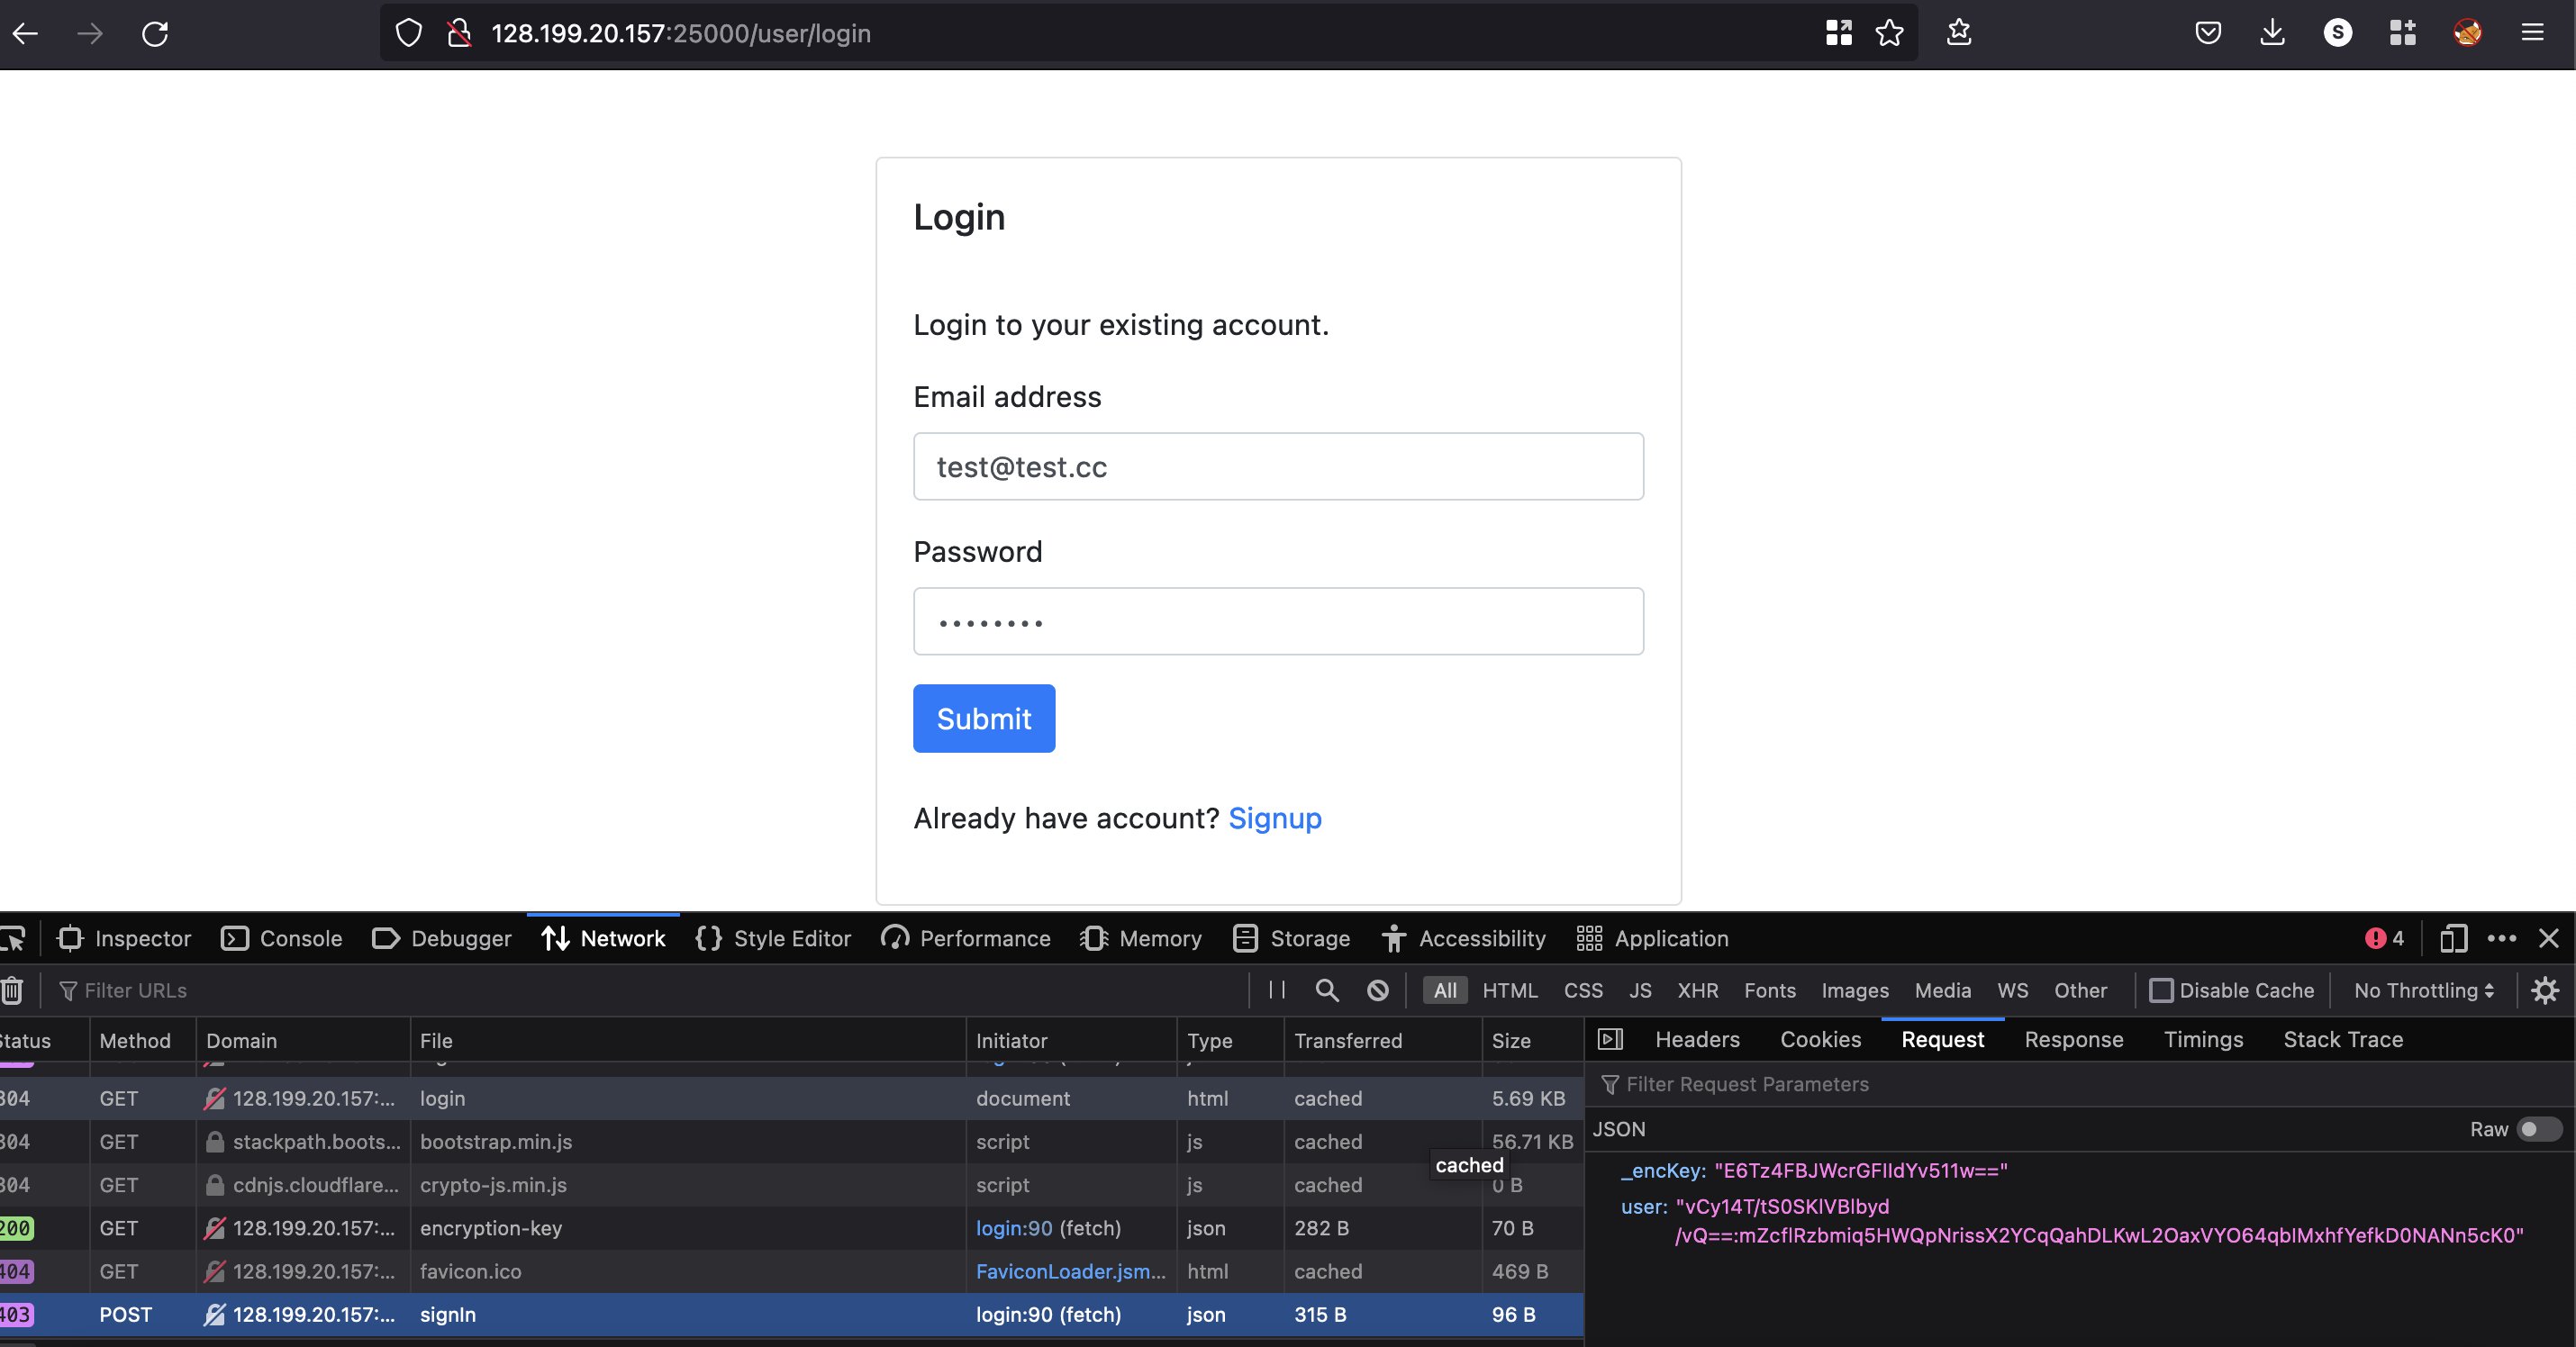 128.199.20.157:25000/user/login
S
Login
Login to your existing account.
Email address
test@test.cc
Password
Submit
Already have account? Signup
Inspector Console Debugger Network Style Editor Performance Memory Storage Accessibility Application 4
Filter URLs All HTML CSS JS XHR Fonts Images Media WS Other Disable Cache No Throttling
Status Method Domain File Initiator Type Transferred Size
304 GET 128.199.20.157:... login document html cached 5.69 KB
304 GET stackpath.boots... bootstrap.min.js script js cached 56.71 KB
cached
304 GET cdnjs.cloudflare... crypto-js.min.js script js cached 0 B
200 GET 128.199.20.157:... encryption-key login:90 (fetch) json 282 B 70 B
404 GET 128.199.20.157:... favicon.ico FaviconLoader.jsm... html cached 469 B
403 POST 128.199.20.157:... signIn login:90 (fetch) json 315 B 96 B
Headers Cookies Request Response Timings Stack Trace
Filter Request Parameters
JSON Raw
_encKey: "E6Tz4FBJWcrGFIIdYv511w=="
user: "vCy14T/tS0SKlVBlbyd
/vQ==:mZcflRzbmiq5HWQpNrissX2YCqQahDLKwL2OaxVYO64qblMxhfYefkD0NANn5cK0"